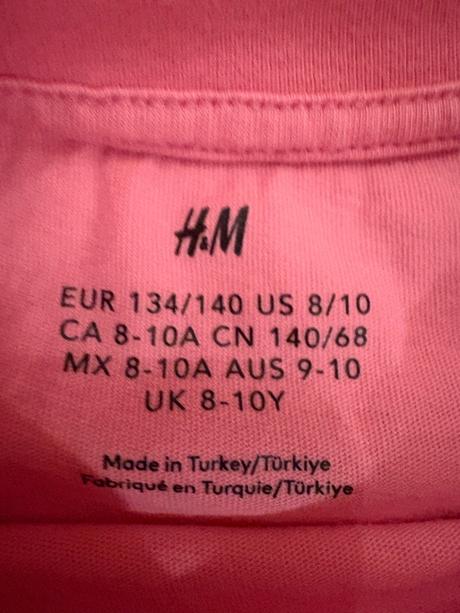 H&M
EUR 134/140 US 8/10
CA 8-10A CN 140/68
MX 8-10A AUS 9-10
UK 8-10Y
Made in Turkey/Türkiye
Fabriqué en Turquie/Türkiye